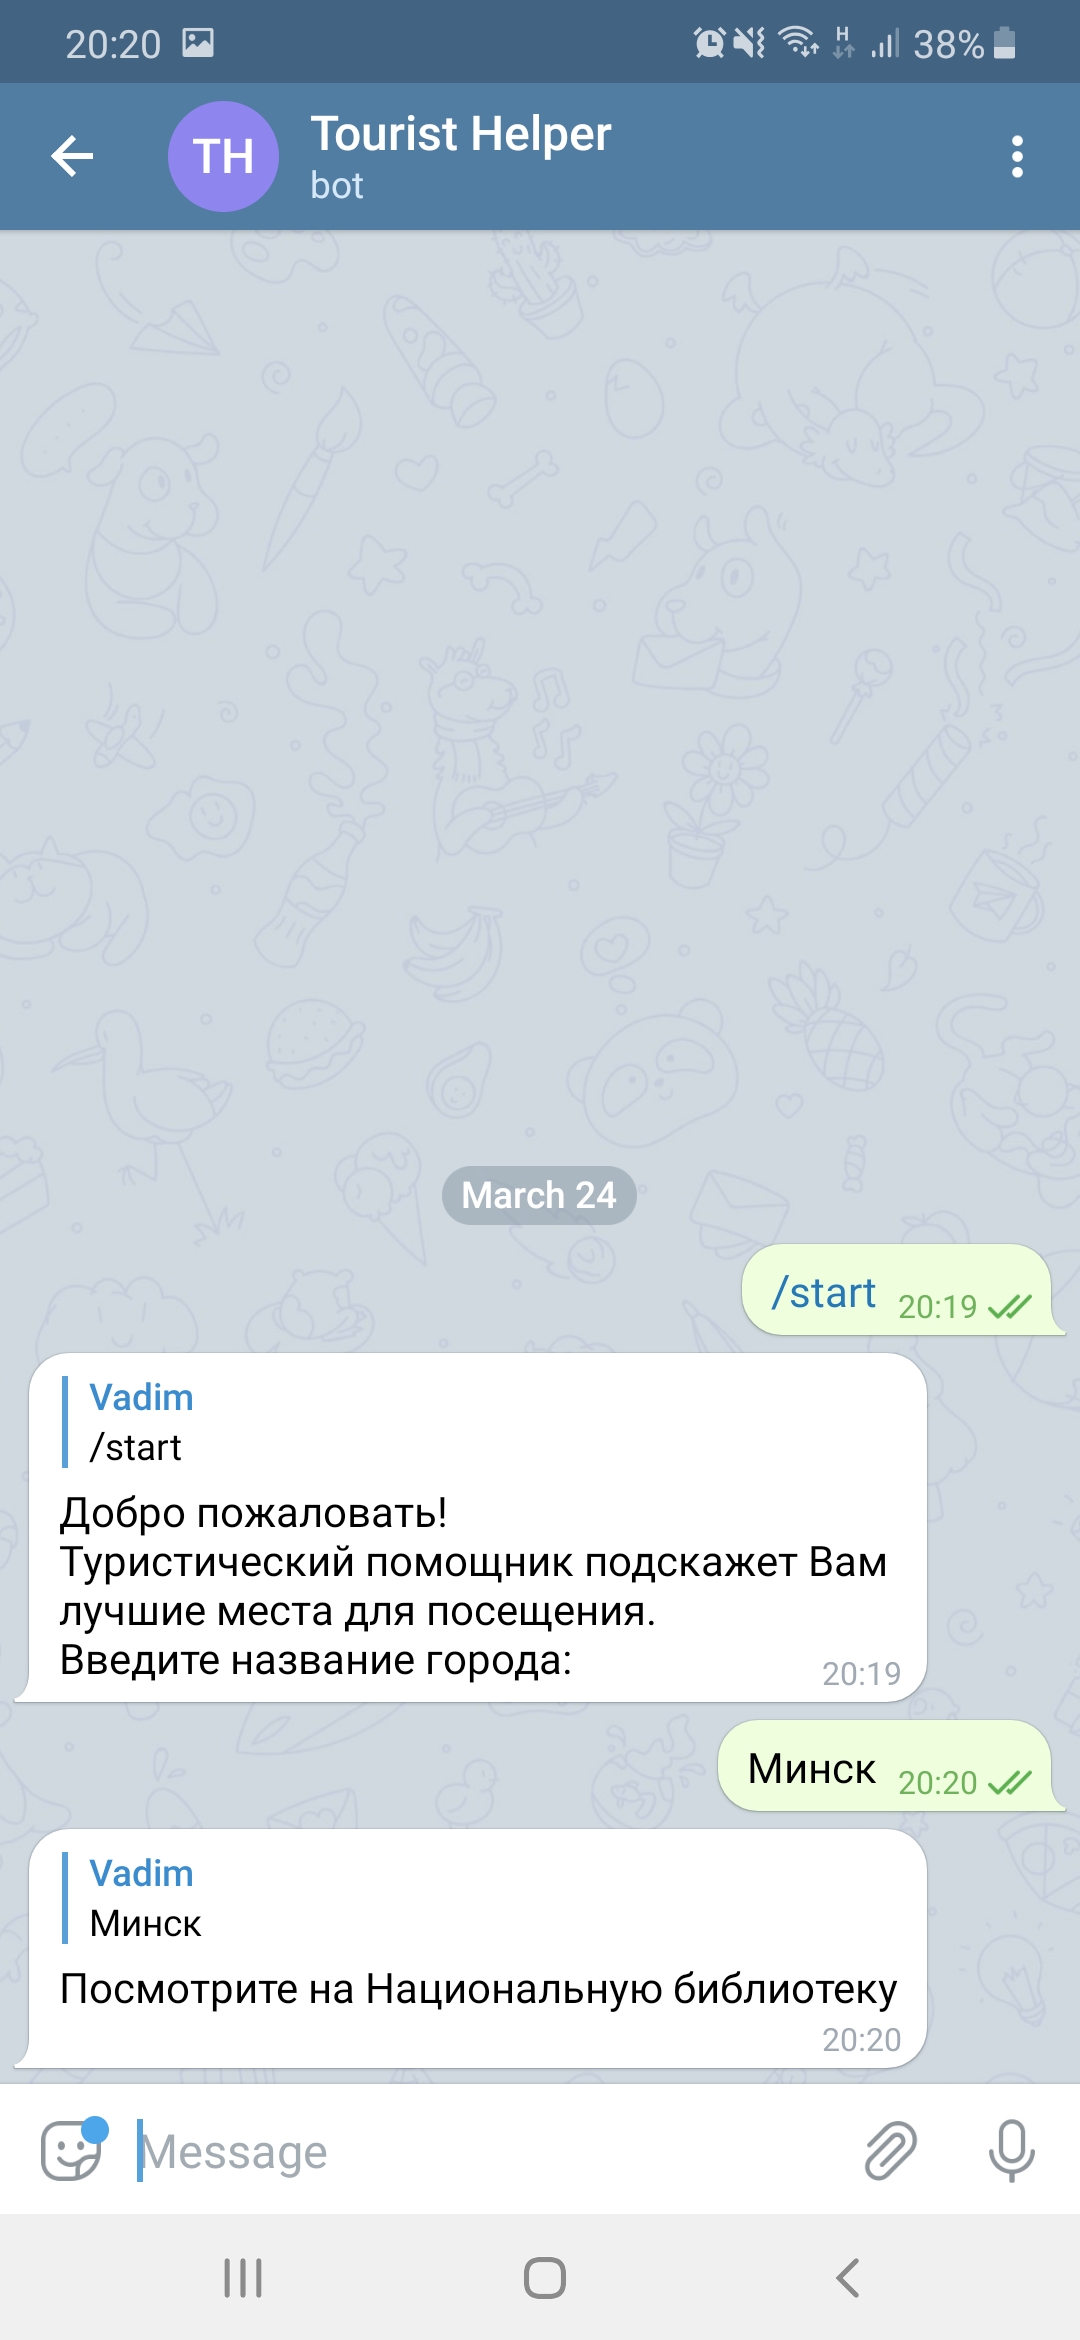 20:20
H
38%
TH
Tourist Helper
bot
March 24
/start 20:19
Vadim
/start
Добро пожаловать!
Туристический помощник подскажет Вам
лучшие места для посещения.
Введите название города:
20:19
Минск 20:20
Vadim
Минск
Посмотрите на Национальную библиотеку
20:20
Message